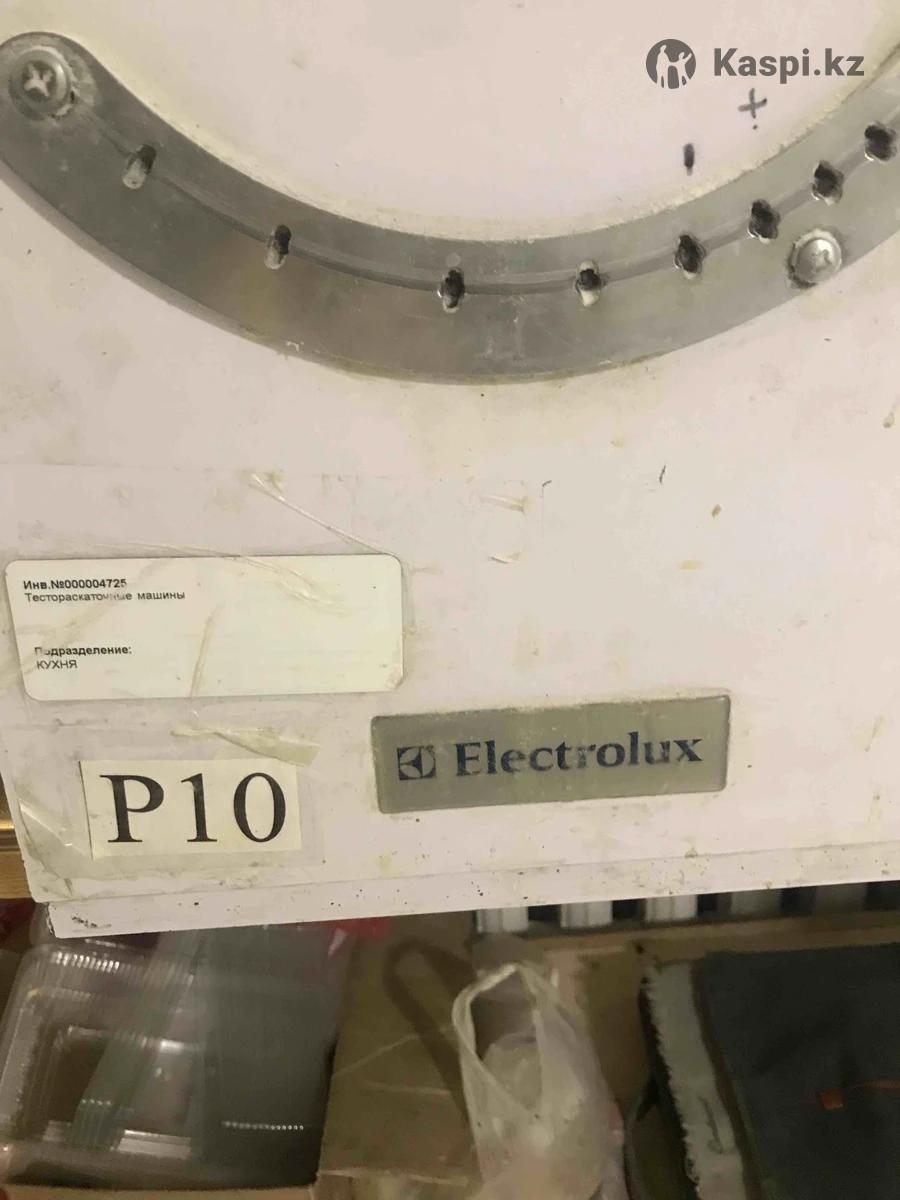 Kaspi.kz
- +
Инв.№000004725
Тестораскаточные машины
Подразделение:
КУХНЯ
Electrolux
P10